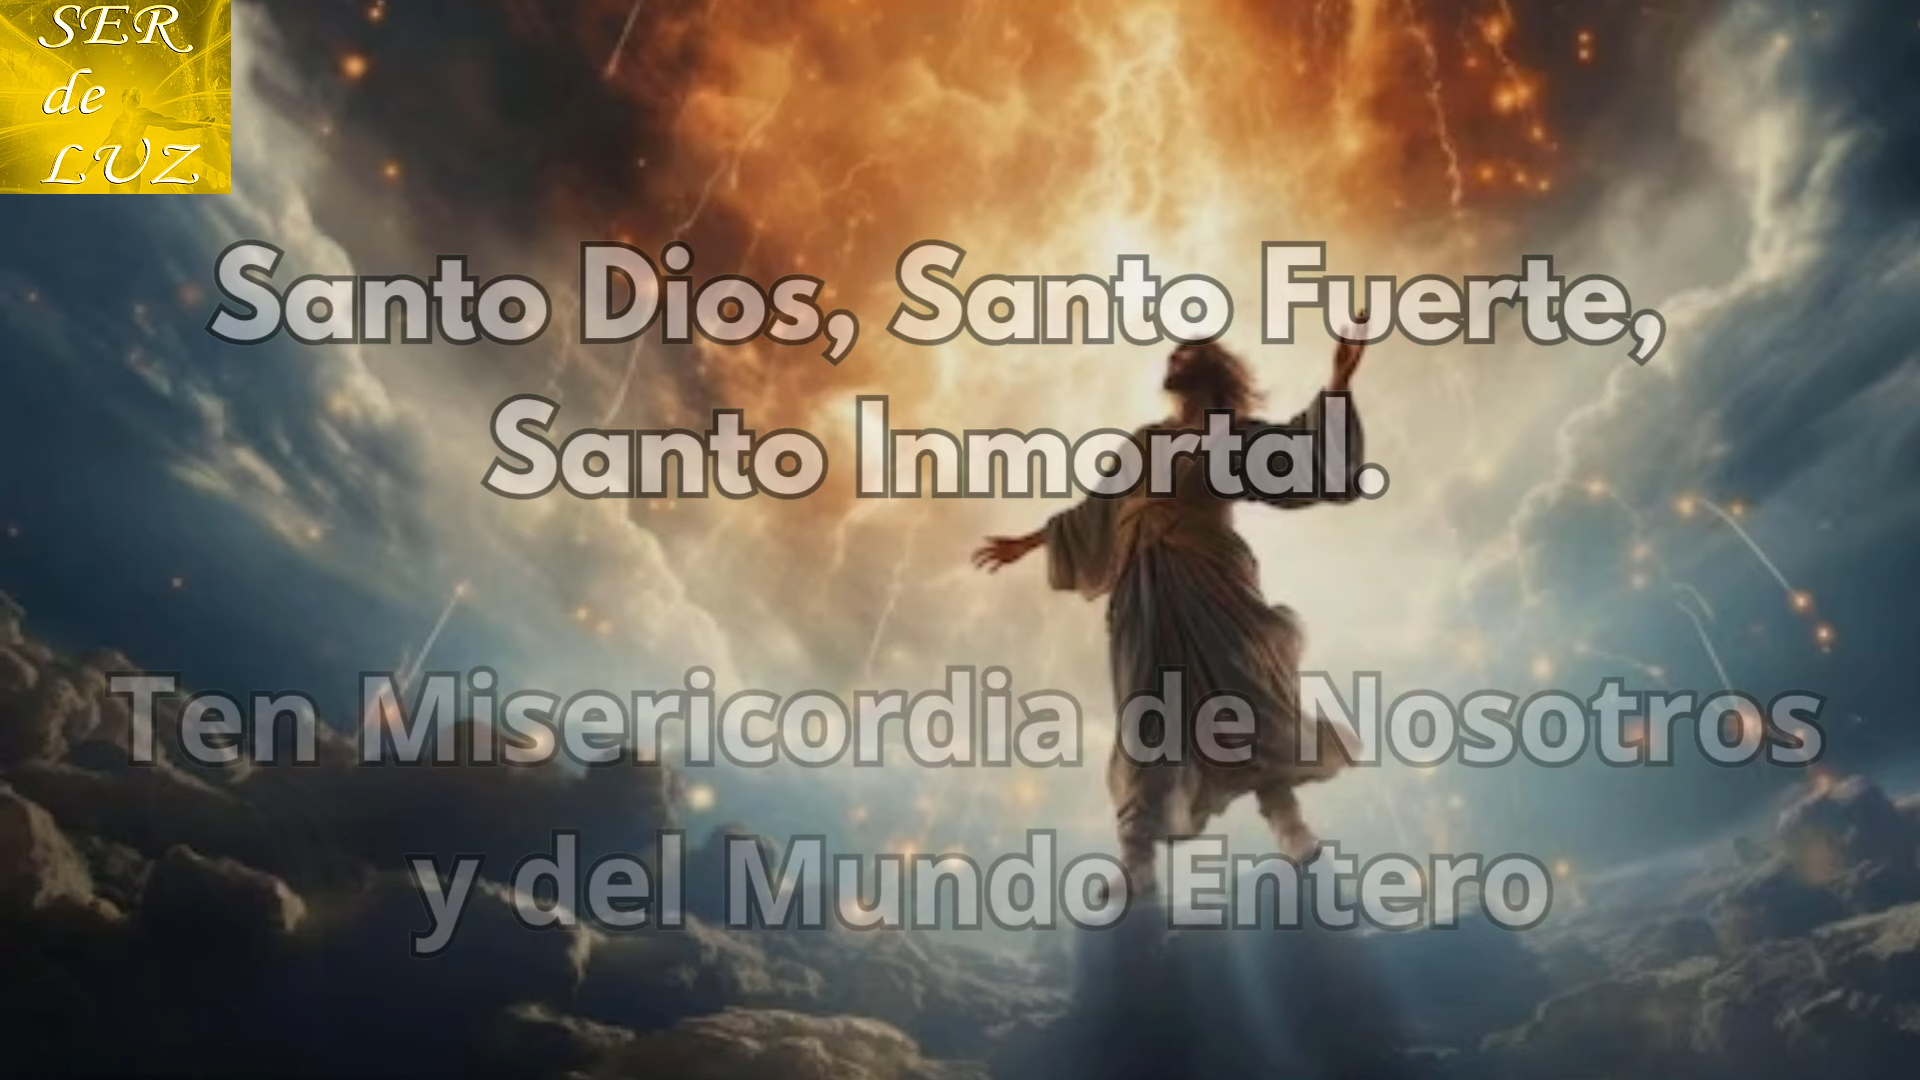 SER
de
LUZ
Santo Dios, Santo Fuerte,
Santo Inmortal.
Ten Misericordia de Nosotros
y del Mundo Entero